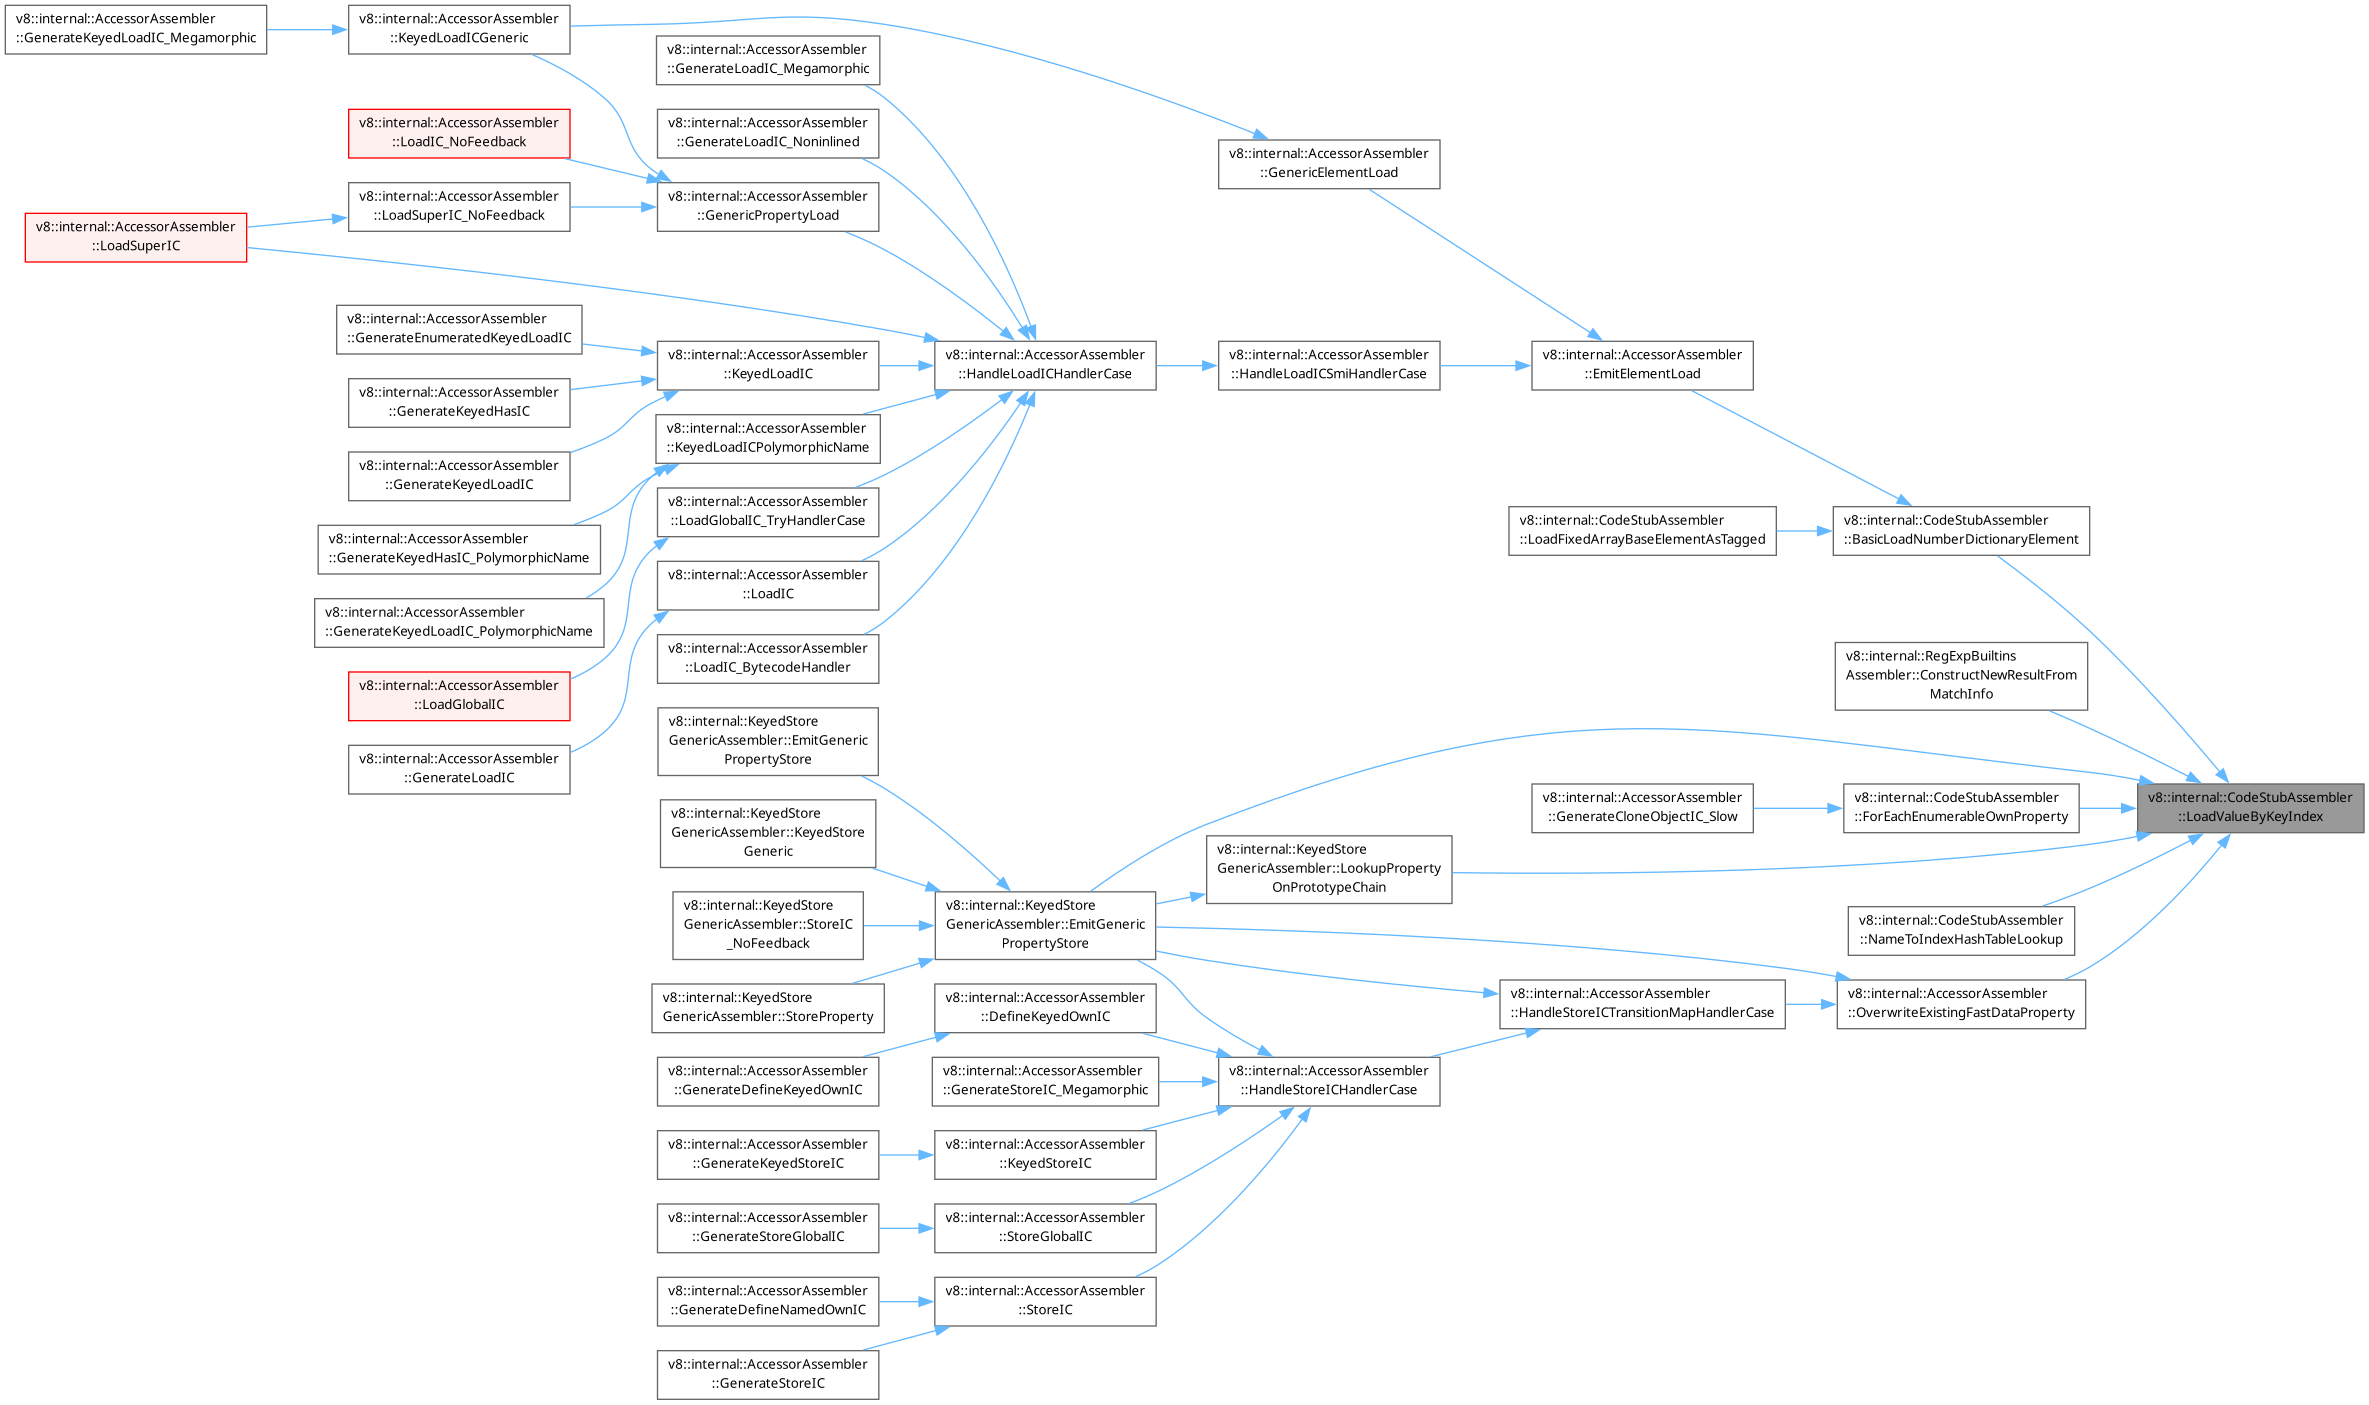 v8::internal::AccessorAssembler
::GenerateKeyedLoadIC_Megamorphic
v8::internal::AccessorAssembler
::KeyedLoadICGeneric
v8::internal::AccessorAssembler
::GenerateLoadIC_Megamorphic
v8::internal::AccessorAssembler
::LoadIC_NoFeedback
v8::internal::AccessorAssembler
::GenerateLoadIC_Noninlined
v8::internal::AccessorAssembler
::GenericElementLoad
v8::internal::AccessorAssembler
::LoadSuperIC
v8::internal::AccessorAssembler
::LoadSuperIC_NoFeedback
v8::internal::AccessorAssembler
::GenericPropertyLoad
v8::internal::AccessorAssembler
::GenerateEnumeratedKeyedLoadIC
v8::internal::AccessorAssembler
::KeyedLoadIC
v8::internal::AccessorAssembler
::HandleLoadICHandlerCase
v8::internal::AccessorAssembler
::HandleLoadICSmiHandlerCase
v8::internal::AccessorAssembler
::EmitElementLoad
v8::internal::AccessorAssembler
::GenerateKeyedHasIC
v8::internal::AccessorAssembler
::KeyedLoadICPolymorphicName
v8::internal::AccessorAssembler
::GenerateKeyedLoadIC
v8::internal::AccessorAssembler
::LoadGlobalIC_TryHandlerCase
v8::internal::CodeStubAssembler
::LoadFixedArrayBaseElementAsTagged
v8::internal::CodeStubAssembler
::BasicLoadNumberDictionaryElement
v8::internal::AccessorAssembler
::GenerateKeyedHasIC_PolymorphicName
v8::internal::AccessorAssembler
::LoadIC
v8::internal::AccessorAssembler
::GenerateKeyedLoadIC_PolymorphicName
v8::internal::AccessorAssembler
::LoadIC_BytecodeHandler
v8::internal::RegExpBuiltins
Assembler::ConstructNewResultFrom
MatchInfo
v8::internal::AccessorAssembler
::LoadGlobalIC
v8::internal::KeyedStore
GenericAssembler::EmitGeneric
PropertyStore
v8::internal::AccessorAssembler
::GenerateLoadIC
v8::internal::AccessorAssembler
::GenerateCloneObjectIC_Slow
v8::internal::CodeStubAssembler
::ForEachEnumerableOwnProperty
v8::internal::CodeStubAssembler
::LoadValueByKeyIndex
v8::internal::KeyedStore
GenericAssembler::KeyedStore
Generic
v8::internal::KeyedStore
GenericAssembler::LookupProperty
OnPrototypeChain
v8::internal::KeyedStore
GenericAssembler::StoreIC
_NoFeedback
v8::internal::KeyedStore
GenericAssembler::EmitGeneric
PropertyStore
v8::internal::CodeStubAssembler
::NameToIndexHashTableLookup
v8::internal::KeyedStore
GenericAssembler::StoreProperty
v8::internal::AccessorAssembler
::DefineKeyedOwnIC
v8::internal::AccessorAssembler
::HandleStoreICTransitionMapHandlerCase
v8::internal::AccessorAssembler
::OverwriteExistingFastDataProperty
v8::internal::AccessorAssembler
::GenerateDefineKeyedOwnIC
v8::internal::AccessorAssembler
::GenerateStoreIC_Megamorphic
v8::internal::AccessorAssembler
::HandleStoreICHandlerCase
v8::internal::AccessorAssembler
::GenerateKeyedStoreIC
v8::internal::AccessorAssembler
::KeyedStoreIC
v8::internal::AccessorAssembler
::GenerateStoreGlobalIC
v8::internal::AccessorAssembler
::StoreGlobalIC
v8::internal::AccessorAssembler
::GenerateDefineNamedOwnIC
v8::internal::AccessorAssembler
::StoreIC
v8::internal::AccessorAssembler
::GenerateStoreIC